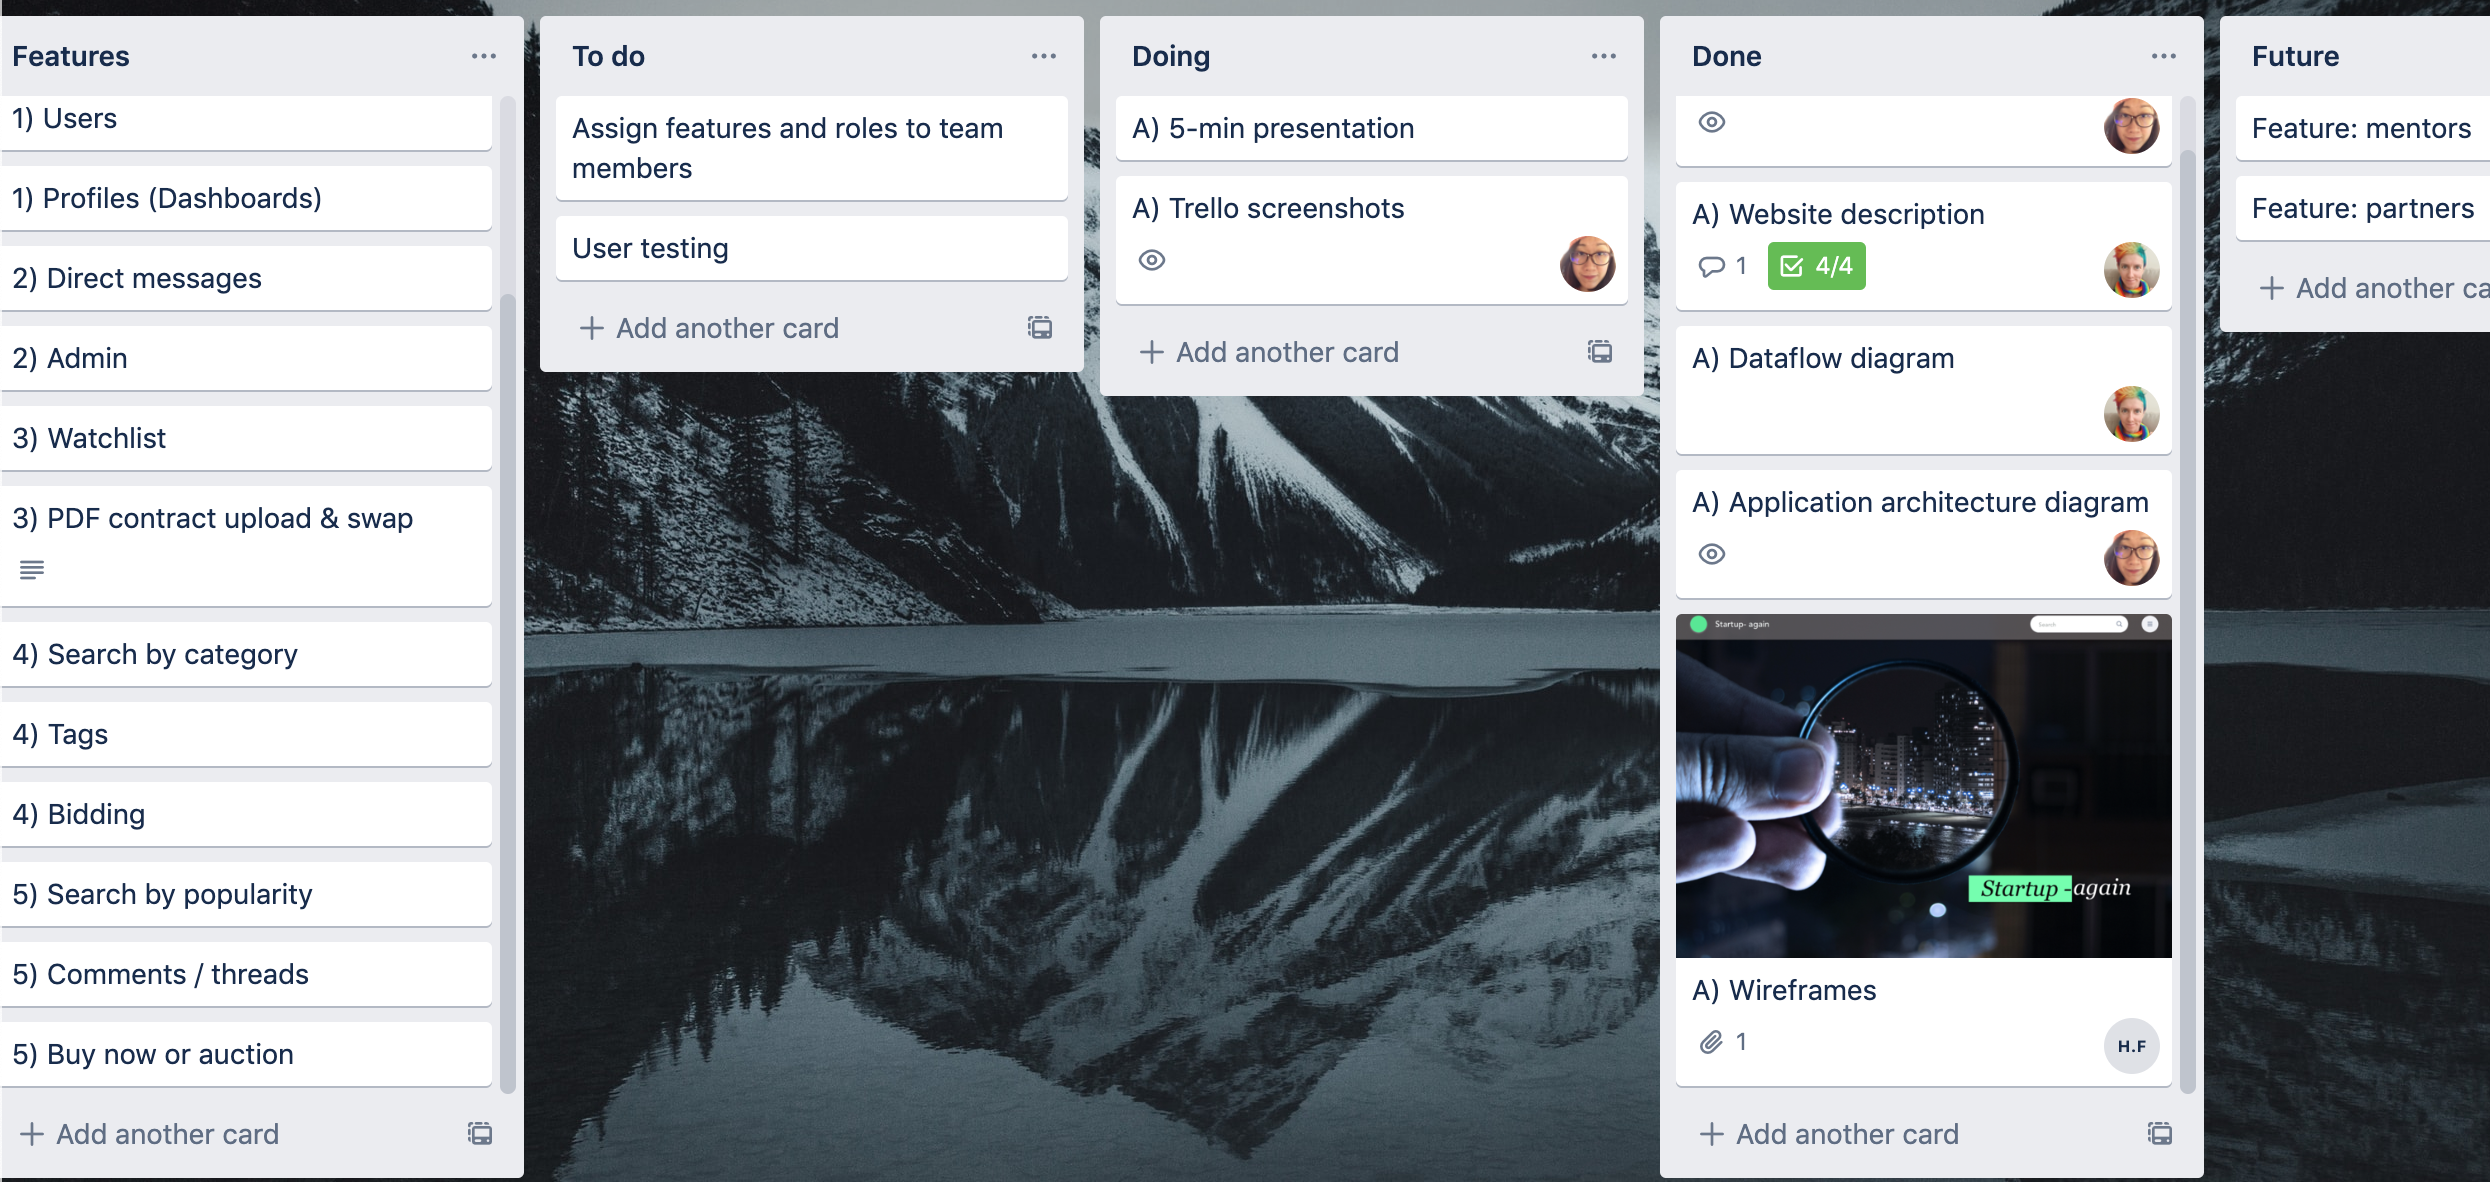 Features
1) Users
1) Profiles (Dashboards)
2) Direct messages
2) Admin
3) Watchlist
3) PDF contract upload & swap
4) Search by category
4) Tags
4) Bidding
5) Search by popularity
5) Comments / threads
5) Buy now or auction
+ Add another card
To do
Assign features and roles to team
members
User testing
+ Add another card
Doing
A) 5-min presentation
A) Trello screenshots
+ Add another card
Done
A) Website description
1
4/4
A) Dataflow diagram
A) Application architecture diagram
Startup- again
Search
Startup -again
A) Wireframes
1
H.F
+ Add another card
Future
Feature: mentors
Feature: partners
+ Add another ca